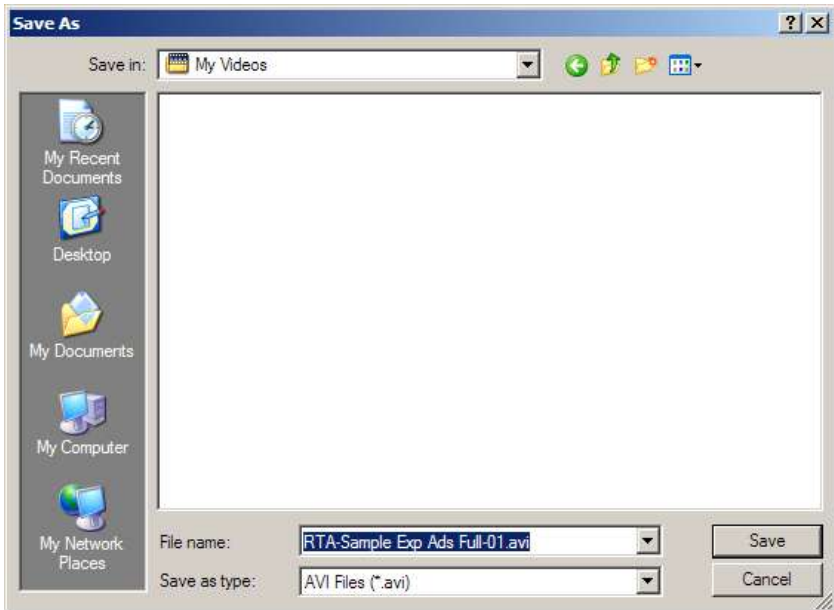 Save As
Save in: My Videos
My Recent
Documents
Desktop
My Documents
My Computer
My Network
Places
File name: RTA-Sample Exp Ads Full-01.avi Save
Save as type: AVI Files (*.avi) Cancel